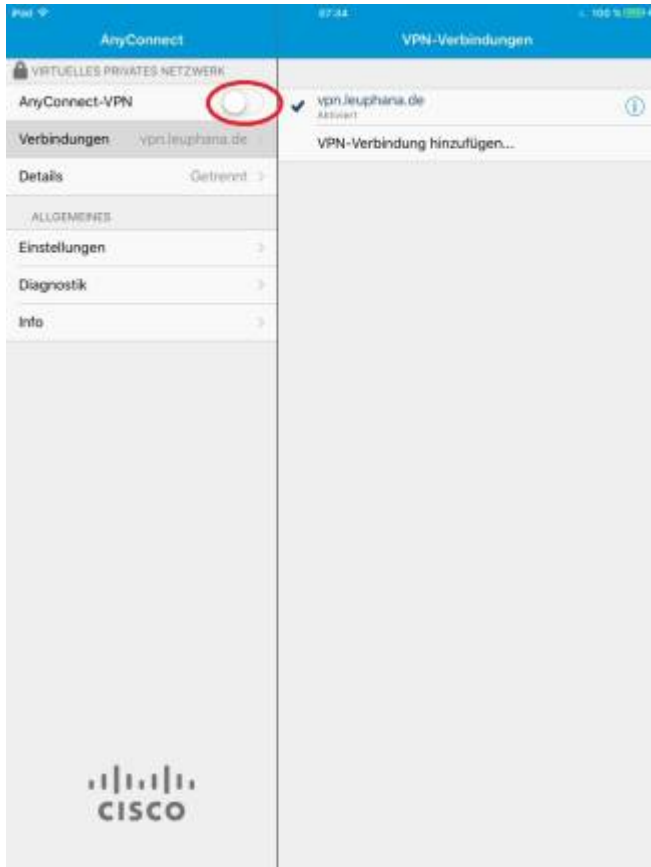 iPad
07:34
100 %
AnyConnect
VPN-Verbindungen
VIRTUELLES PRIVATES NETZWERK
AnyConnect-VPN
Verbindungen vpn.leuphana.de
Details Getrennt
ALLGEMEINES
Einstellungen
Diagnostik
Info
vpn.leuphana.de
Aktiviert
VPN-Verbindung hinzufügen...
CISCO